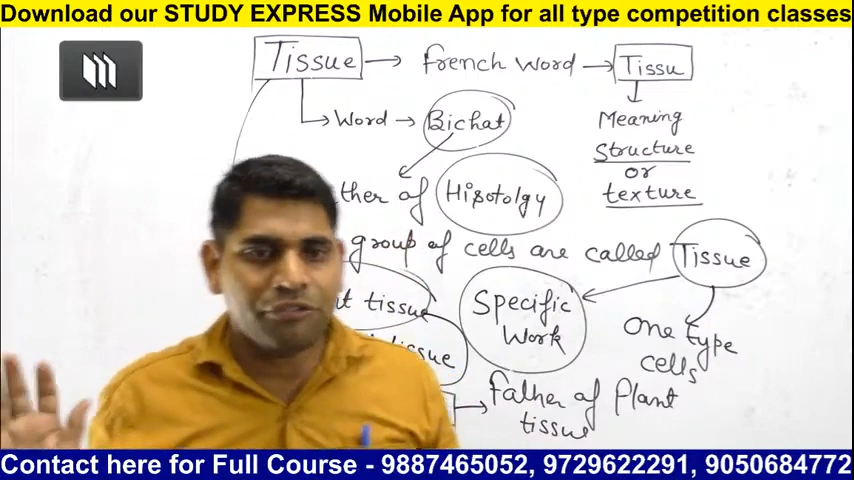 Download our STUDY EXPRESS Mobile App for all type competition classes
Tissue → French Word → Tissu
Word → Bichat
Meaning
Structure
or
texture
ther of Hipotolgy
group of cells are called Tissue
t tissue
Specific
Work
One type
cells
tissue
Father of Plant
tissue
Contact here for Full Course - 9887465052, 9729622291, 9050684772